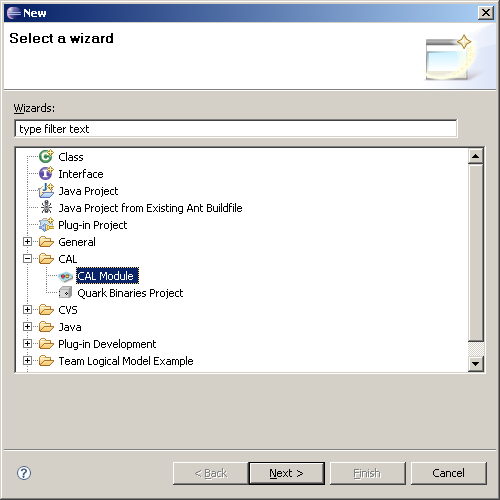 New
Select a wizard
Wizards:
type filter text
Class
Interface
Java Project
Java Project from Existing Ant Buildfile
Plug-in Project
General
CAL
CAL Module
Quark Binaries Project
CVS
Java
Plug-in Development
Team Logical Model Example
?
< Back Next > Finish Cancel